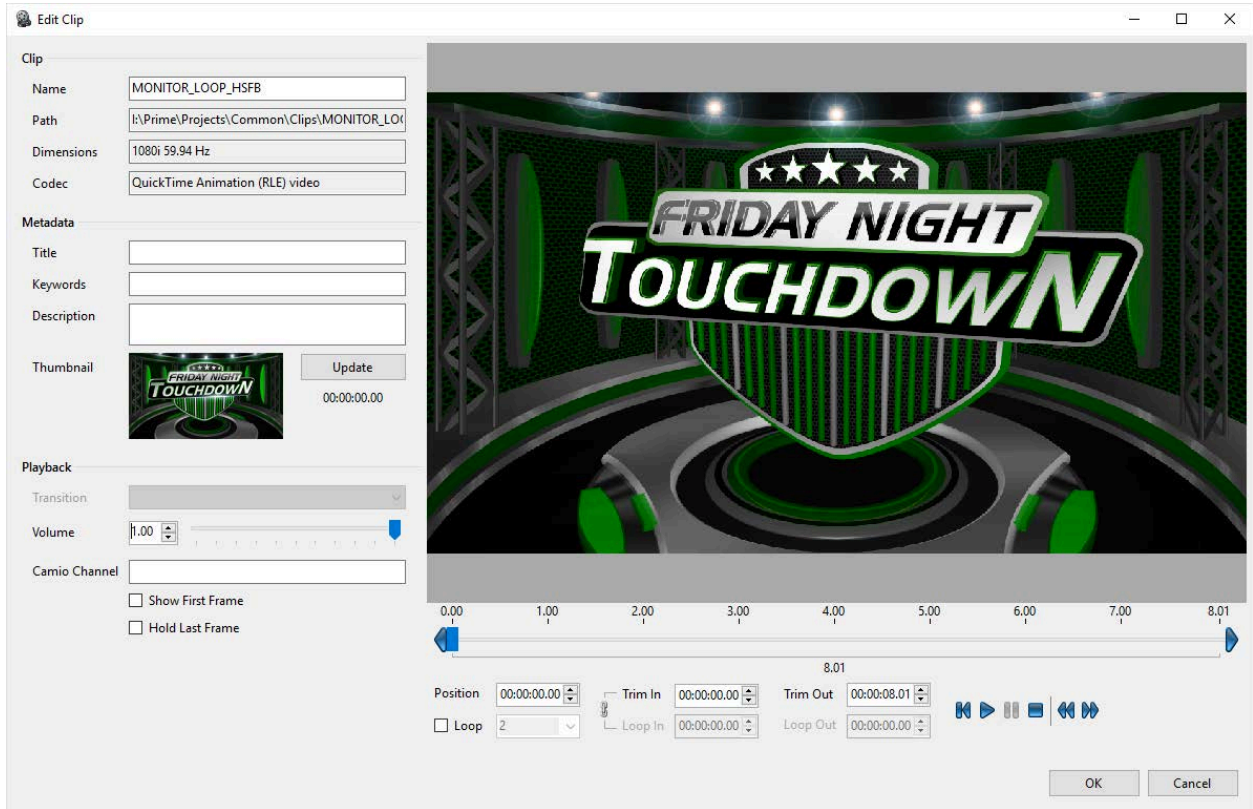 Edit Clip
Clip
Name MONITOR_LOOP_HSFB
Path I:\Prime\Projects\Common\Clips\MONITOR_LO
Dimensions 1080i 59.94 Hz
Codec QuickTime Animation (RLE) video
Metadata
Title
Keywords
Description
Thumbnail
FRIDAY NIGHT
TOUCHDOWN
Update
00:00:00.00
Playback
Transition
Volume 1.00
Camio Channel
Show First Frame
Hold Last Frame
FRIDAY NIGHT
TOUCHDOWN
0.00 1.00 2.00 3.00 4.00 5.00 6.00 7.00 8.01
8.01
Position 00:00:00.00 Trim In 00:00:00.00 Trim Out 00:00:08.01
Loop 2 Loop In 00:00:00.00 Loop Out 00:00:00.00
OK Cancel